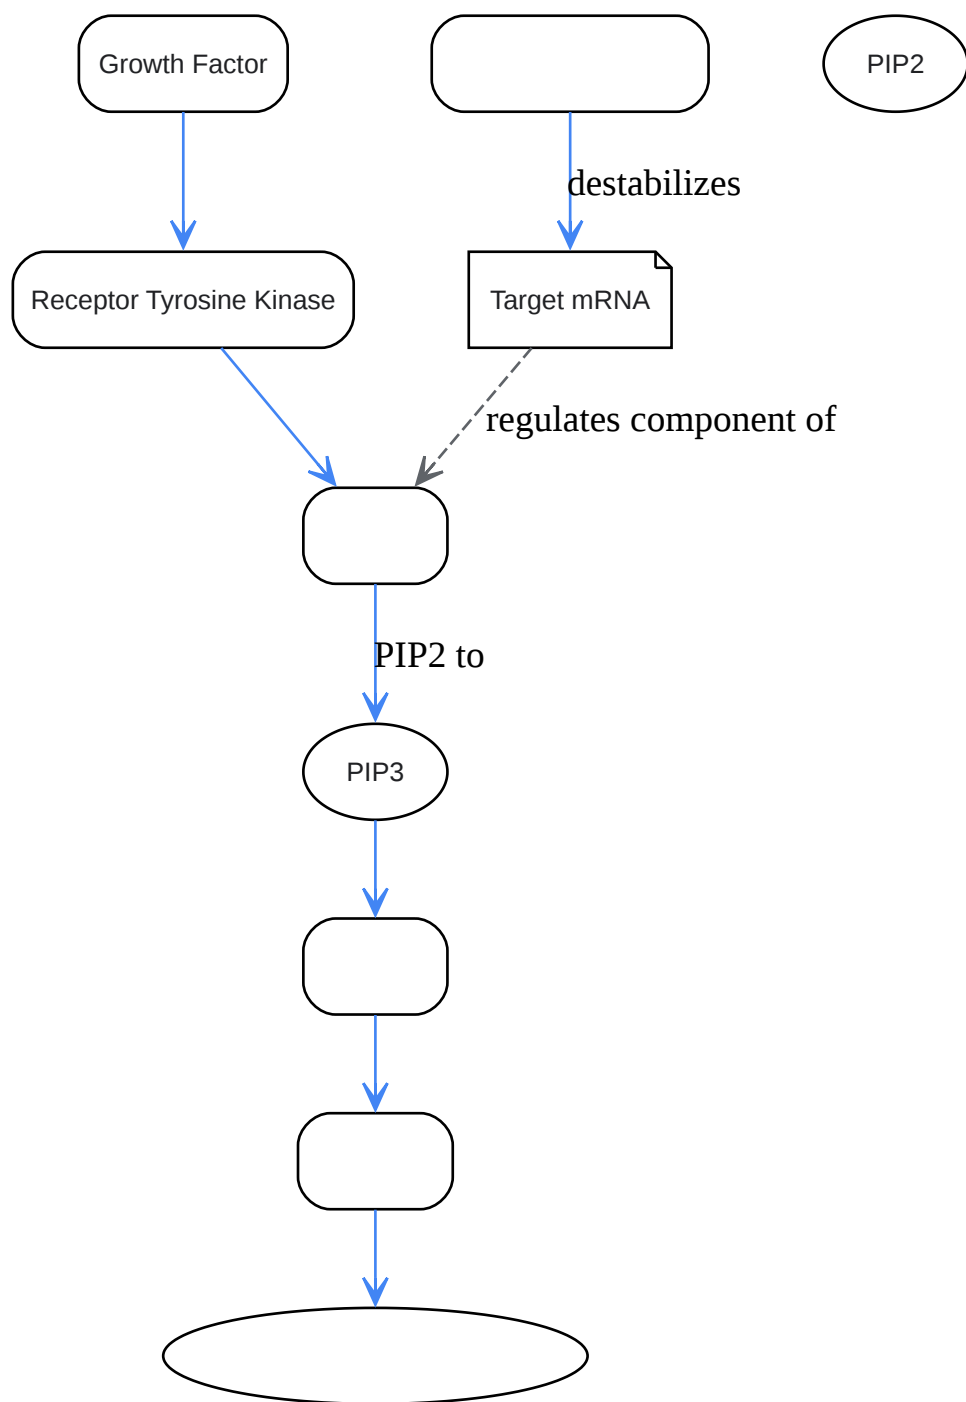 Growth Factor
PIP2
destabilizes
Receptor Tyrosine Kinase
Target mRNA
regulates component of
PIP2 to
PIP3